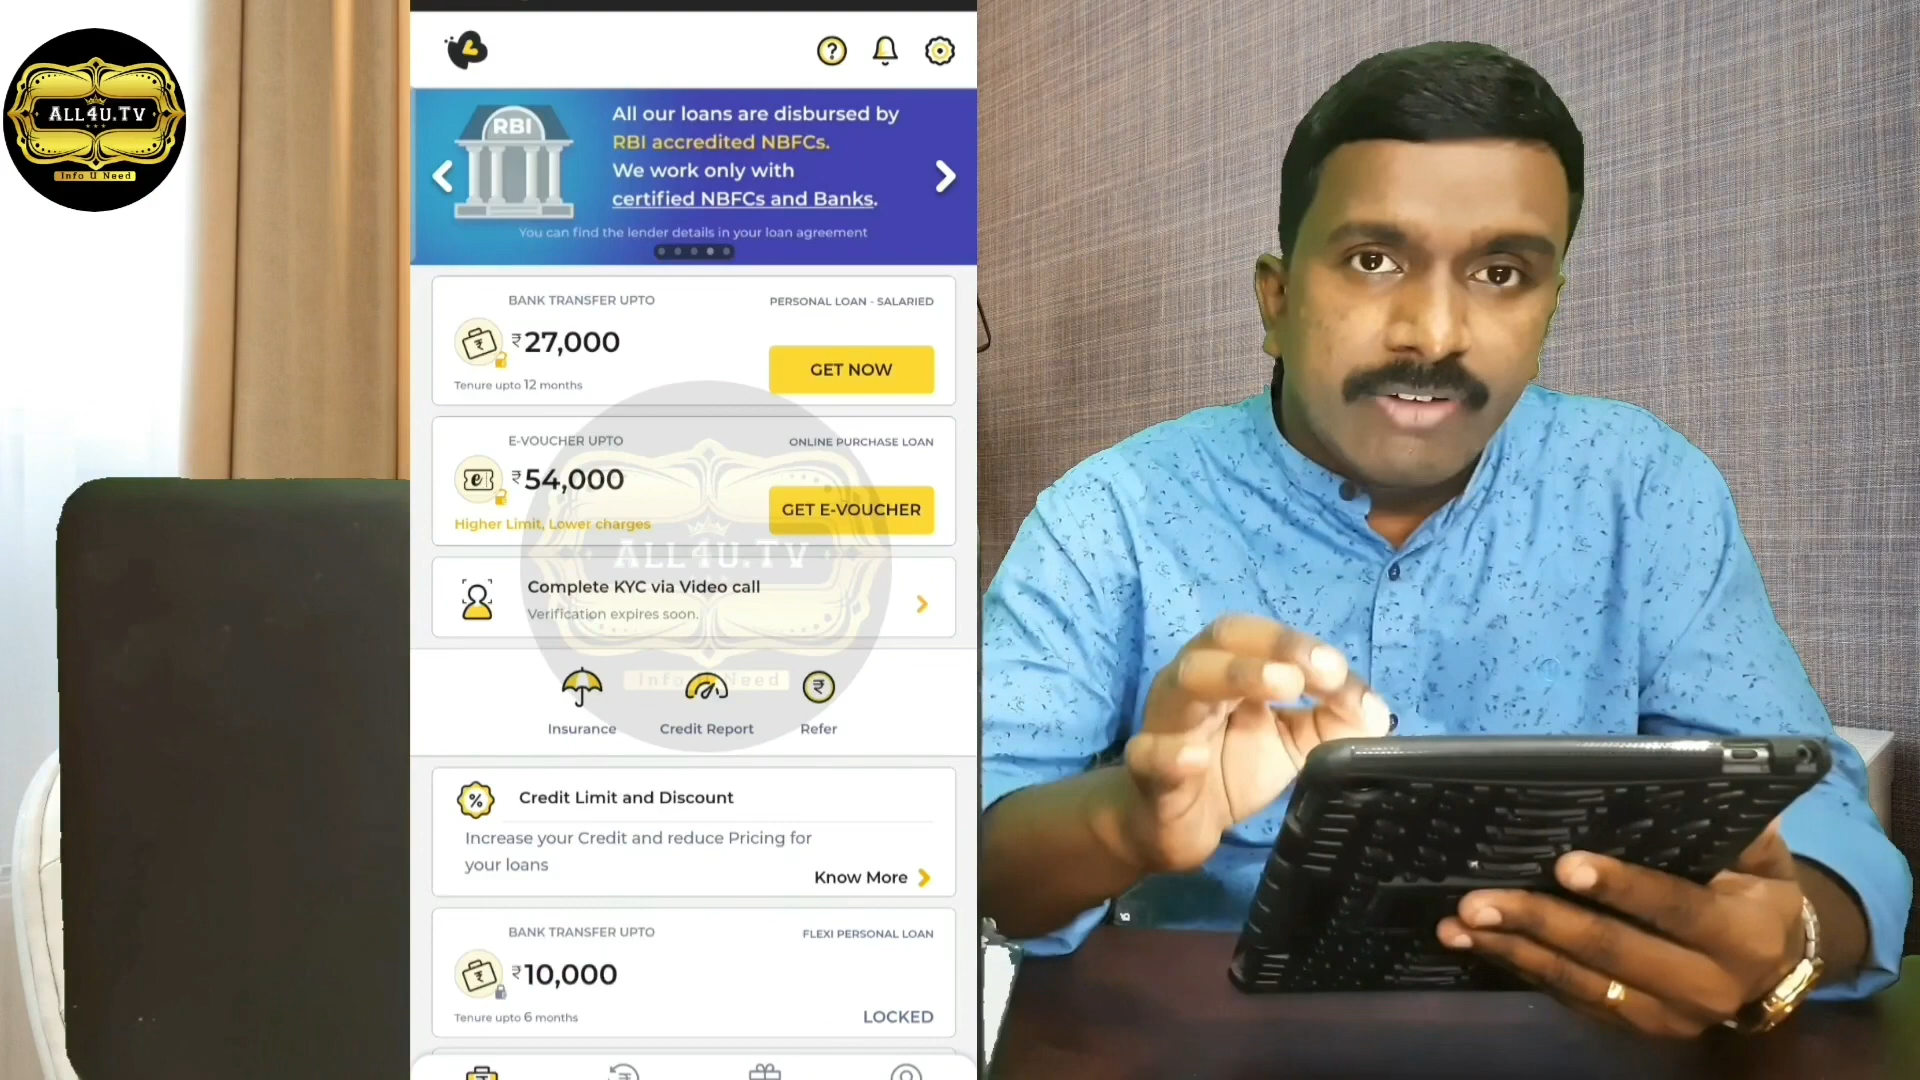 ALL4U.TV
Info U Need
RBI
All our loans are disbursed by
RBI accredited NBFCs.
We work only with
certified NBFCs and Banks.
You can find the lender details in your loan agreement
BANK TRANSFER UPTO
PERSONAL LOAN - SALARIED
₹27,000
GET NOW
Tenure upto 12 months
E-VOUCHER UPTO
ONLINE PURCHASE LOAN
₹54,000
GET E-VOUCHER
Higher Limit, Lower charges
ALL4U.TV
Complete KYC via Video call
Verification expires soon.
Info U Need
Insurance
Credit Report
Refer
Credit Limit and Discount
Increase your Credit and reduce Pricing for
your loans
Know More
BANK TRANSFER UPTO
FLEXI PERSONAL LOAN
₹10,000
Tenure upto 6 months
LOCKED